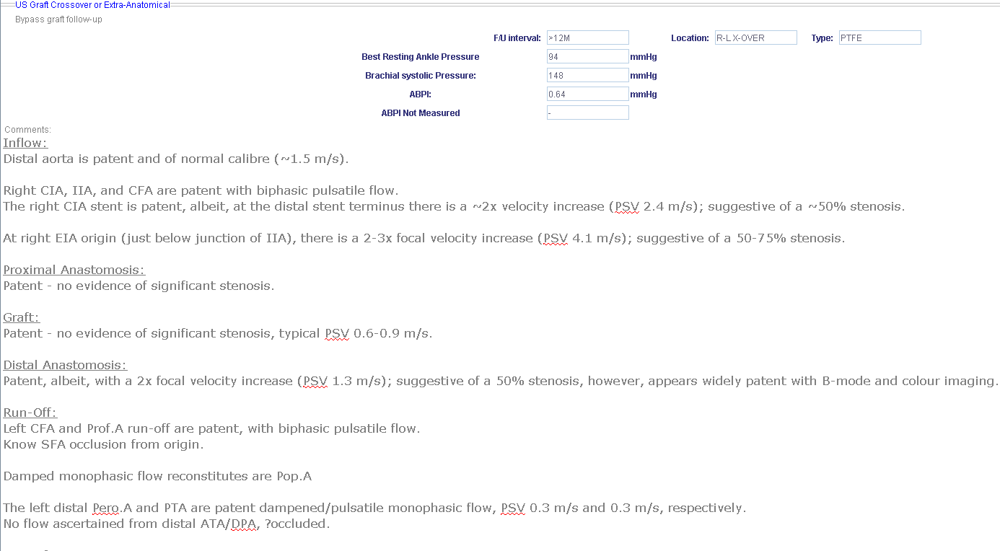 US Graft Crossover or Extra-Anatomical
Bypass graft follow-up
F/U interval: >12M Location: R-L X-OVER Type: PTFE
Best Resting Ankle Pressure 94 mmHg
Brachial systolic Pressure: 148 mmHg
ABPI: 0.64 mmHg
ABPI Not Measured -
Comments:
Inflow:
Distal aorta is patent and of normal calibre (~1.5 m/s).
Right CIA, IIA, and CFA are patent with biphasic pulsatile flow.
The right CIA stent is patent, albeit, at the distal stent terminus there is a ~2x velocity increase (PSV 2.4 m/s); suggestive of a ~50% stenosis.
At right EIA origin (just below junction of IIA), there is a 2-3x focal velocity increase (PSV 4.1 m/s); suggestive of a 50-75% stenosis.
Proximal Anastomosis:
Patent - no evidence of significant stenosis.
Graft:
Patent - no evidence of significant stenosis, typical PSV 0.6-0.9 m/s.
Distal Anastomosis:
Patent, albeit, with a 2x focal velocity increase (PSV 1.3 m/s); suggestive of a 50% stenosis, however, appears widely patent with B-mode and colour imaging.
Run-Off:
Left CFA and Prof.A run-off are patent, with biphasic pulsatile flow.
Know SFA occlusion from origin.
Damped monophasic flow reconstitutes are Pop.A
The left distal Pero.A and PTA are patent dampened/pulsatile monophasic flow, PSV 0.3 m/s and 0.3 m/s, respectively.
No flow ascertained from distal ATA/DPA, ?occluded.